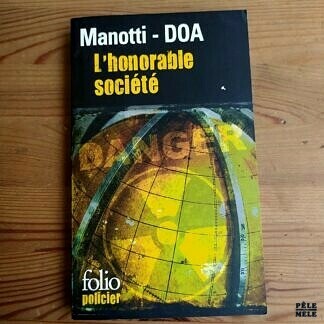 Manotti - DOA
L'honorable
société
DANGER
folio
policier
PÊLE
MÊLE